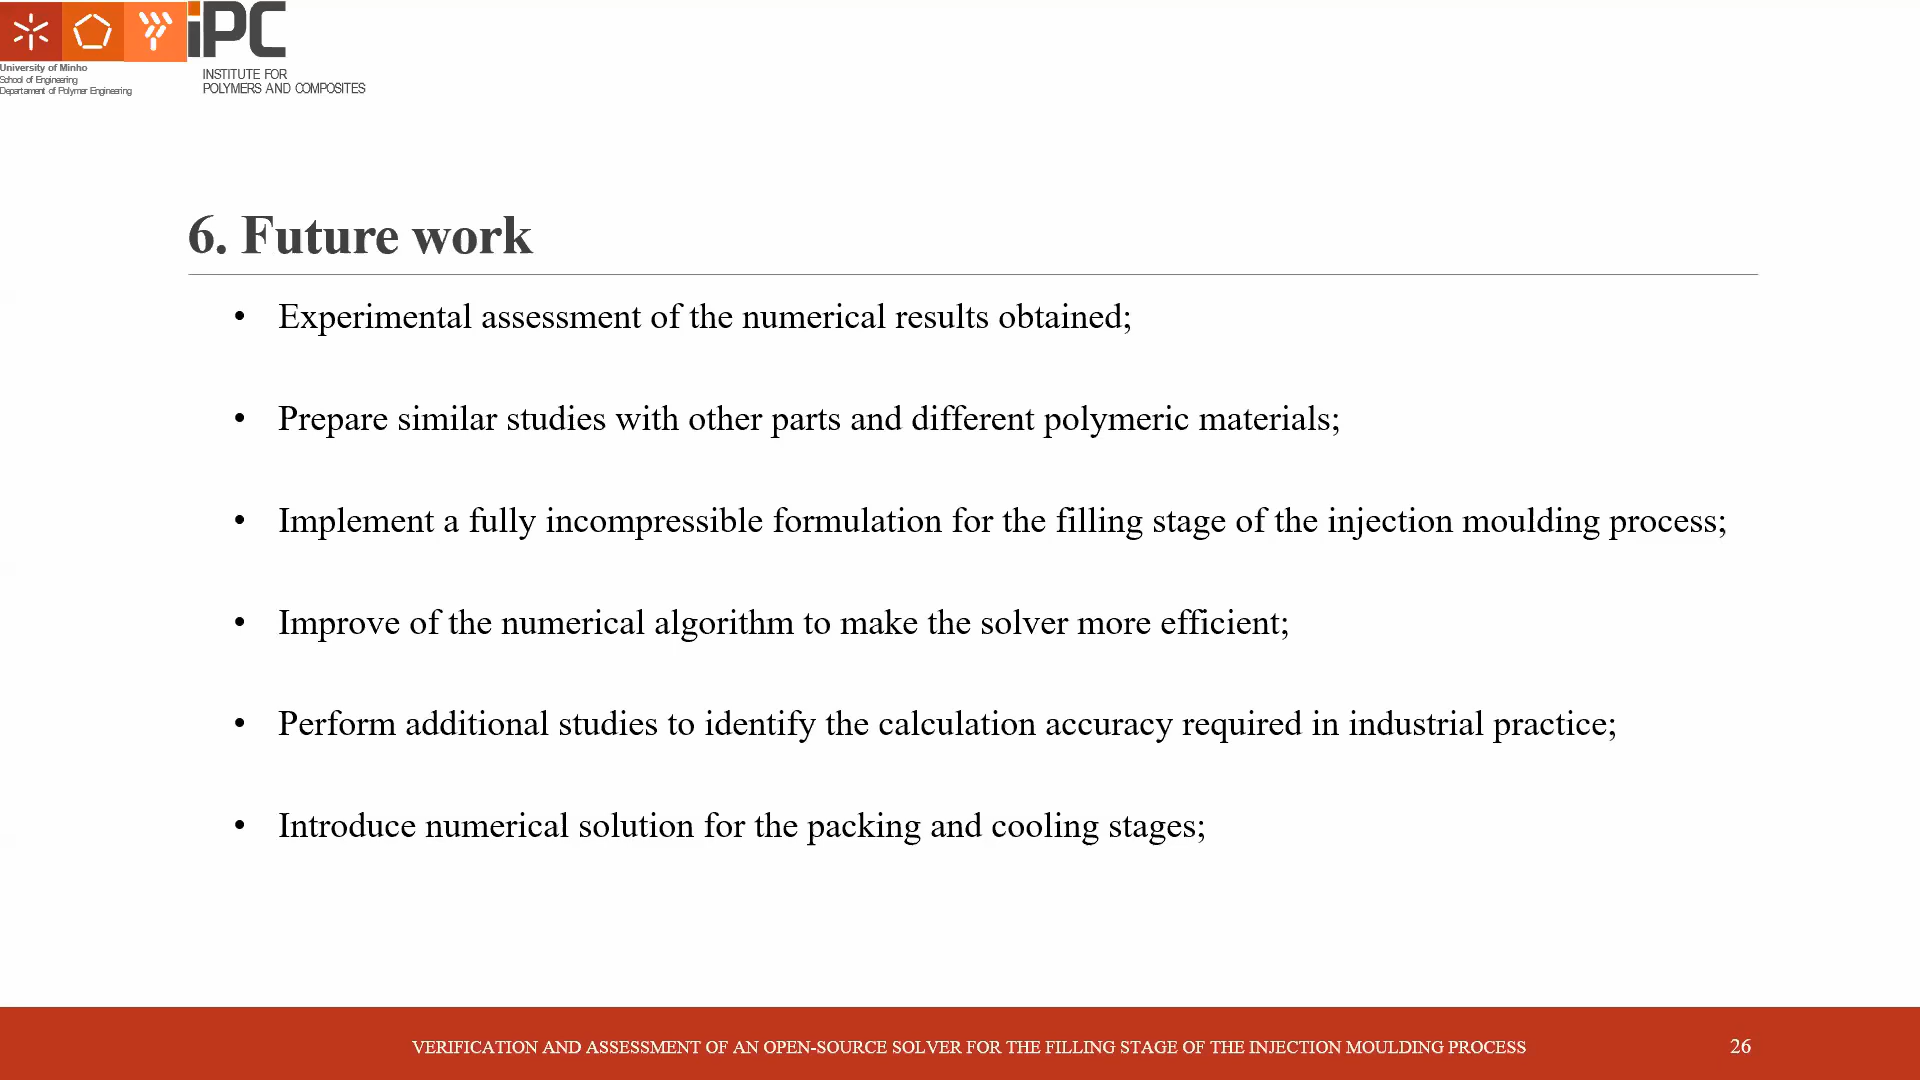 University of Minho
School of Engineering
Departament of Polymer Engineering
iPC
INSTITUTE FOR
POLYMERS AND COMPOSITES
6. Future work
• Experimental assessment of the numerical results obtained;
• Prepare similar studies with other parts and different polymeric materials;
• Implement a fully incompressible formulation for the filling stage of the injection moulding process;
• Improve of the numerical algorithm to make the solver more efficient;
• Perform additional studies to identify the calculation accuracy required in industrial practice;
• Introduce numerical solution for the packing and cooling stages;
VERIFICATION AND ASSESSMENT OF AN OPEN-SOURCE SOLVER FOR THE FILLING STAGE OF THE INJECTION MOULDING PROCESS
26